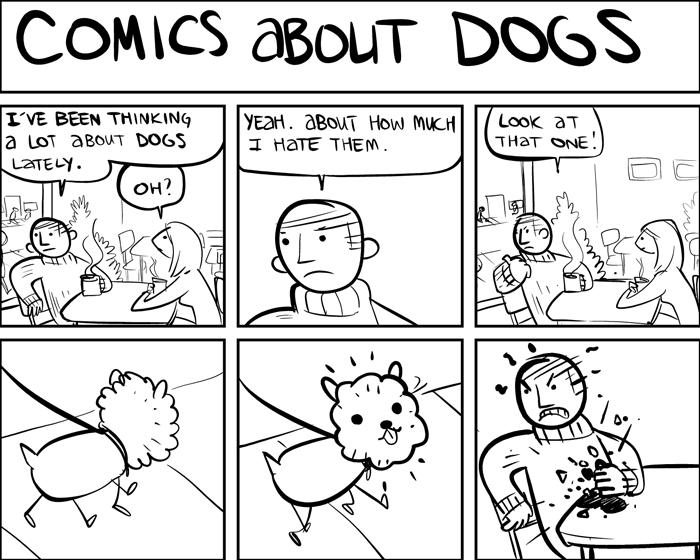 COMICS aBOUT DOGS
I'VE BEEN THINKING
a LOT aBOUT DOGS
LATELY.
OH?
YEaH. aBOUT HOW MUCH
I HaTE THEM.
LOOK aT
THAT ONE!